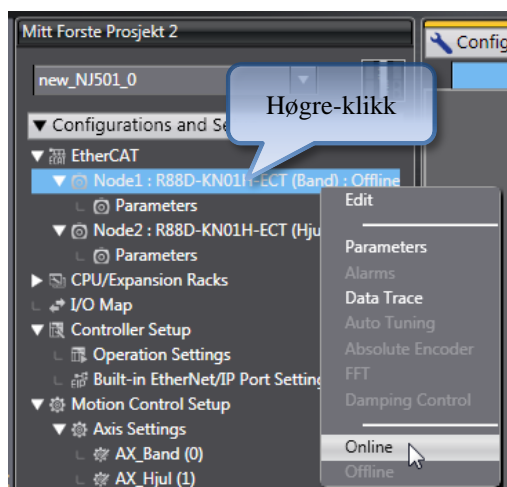 Mitt Forste Prosjekt 2
Config
new_NJ501_0
Høgre-klikk
Configurations and Se
EtherCAT
Node1 : R88D-KN01H-ECT (Band) : Offline
Parameters
Node2 : R88D-KN01H-ECT (Hju
Parameters
CPU/Expansion Racks
I/O Map
Controller Setup
Operation Settings
Built-in EtherNet/IP Port Setting
Motion Control Setup
Axis Settings
AX_Band (0)
AX_Hjul (1)
Edit
Parameters
Alarms
Data Trace
Auto Tuning
Absolute Encoder
FFT
Damping Control
Online
Offline